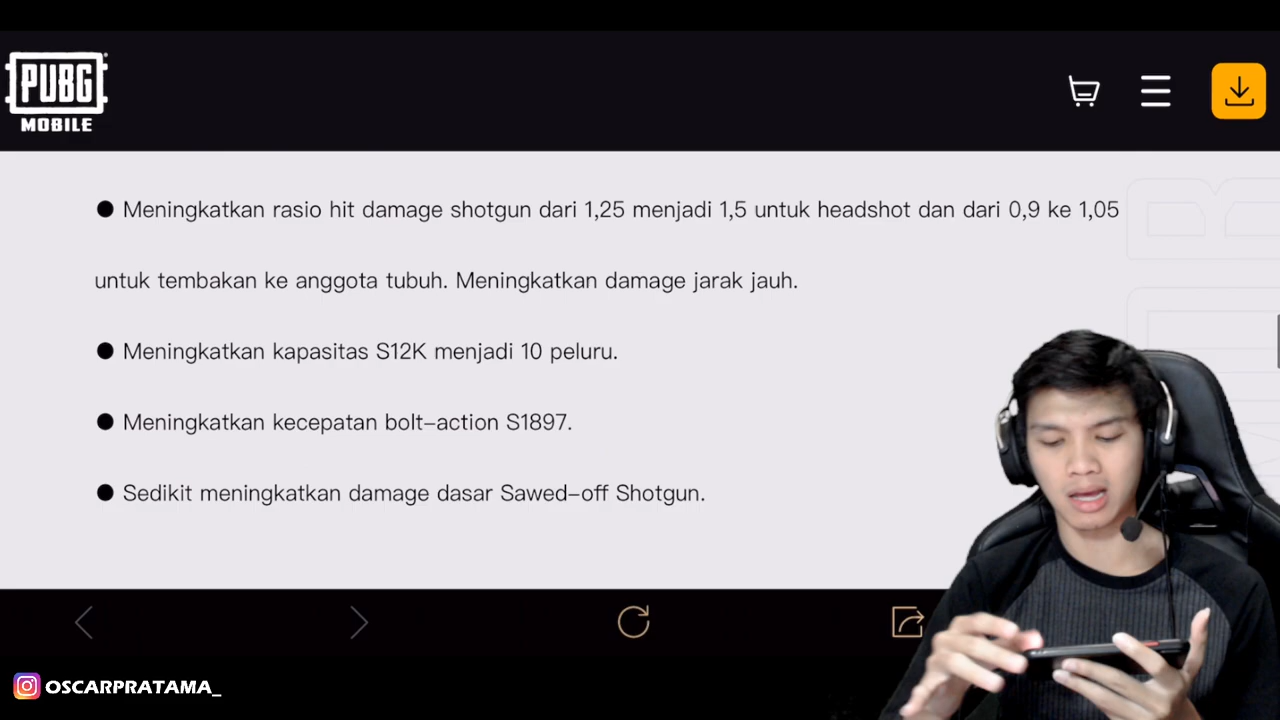 PUBG
MOBILE
● Meningkatkan rasio hit damage shotgun dari 1,25 menjadi 1,5 untuk headshot dan dari 0,9 ke 1,05
untuk tembakan ke anggota tubuh. Meningkatkan damage jarak jauh.
● Meningkatkan kapasitas S12K menjadi 10 peluru.
● Meningkatkan kecepatan bolt-action S1897.
● Sedikit meningkatkan damage dasar Sawed-off Shotgun.
OSCARPRATAMA_